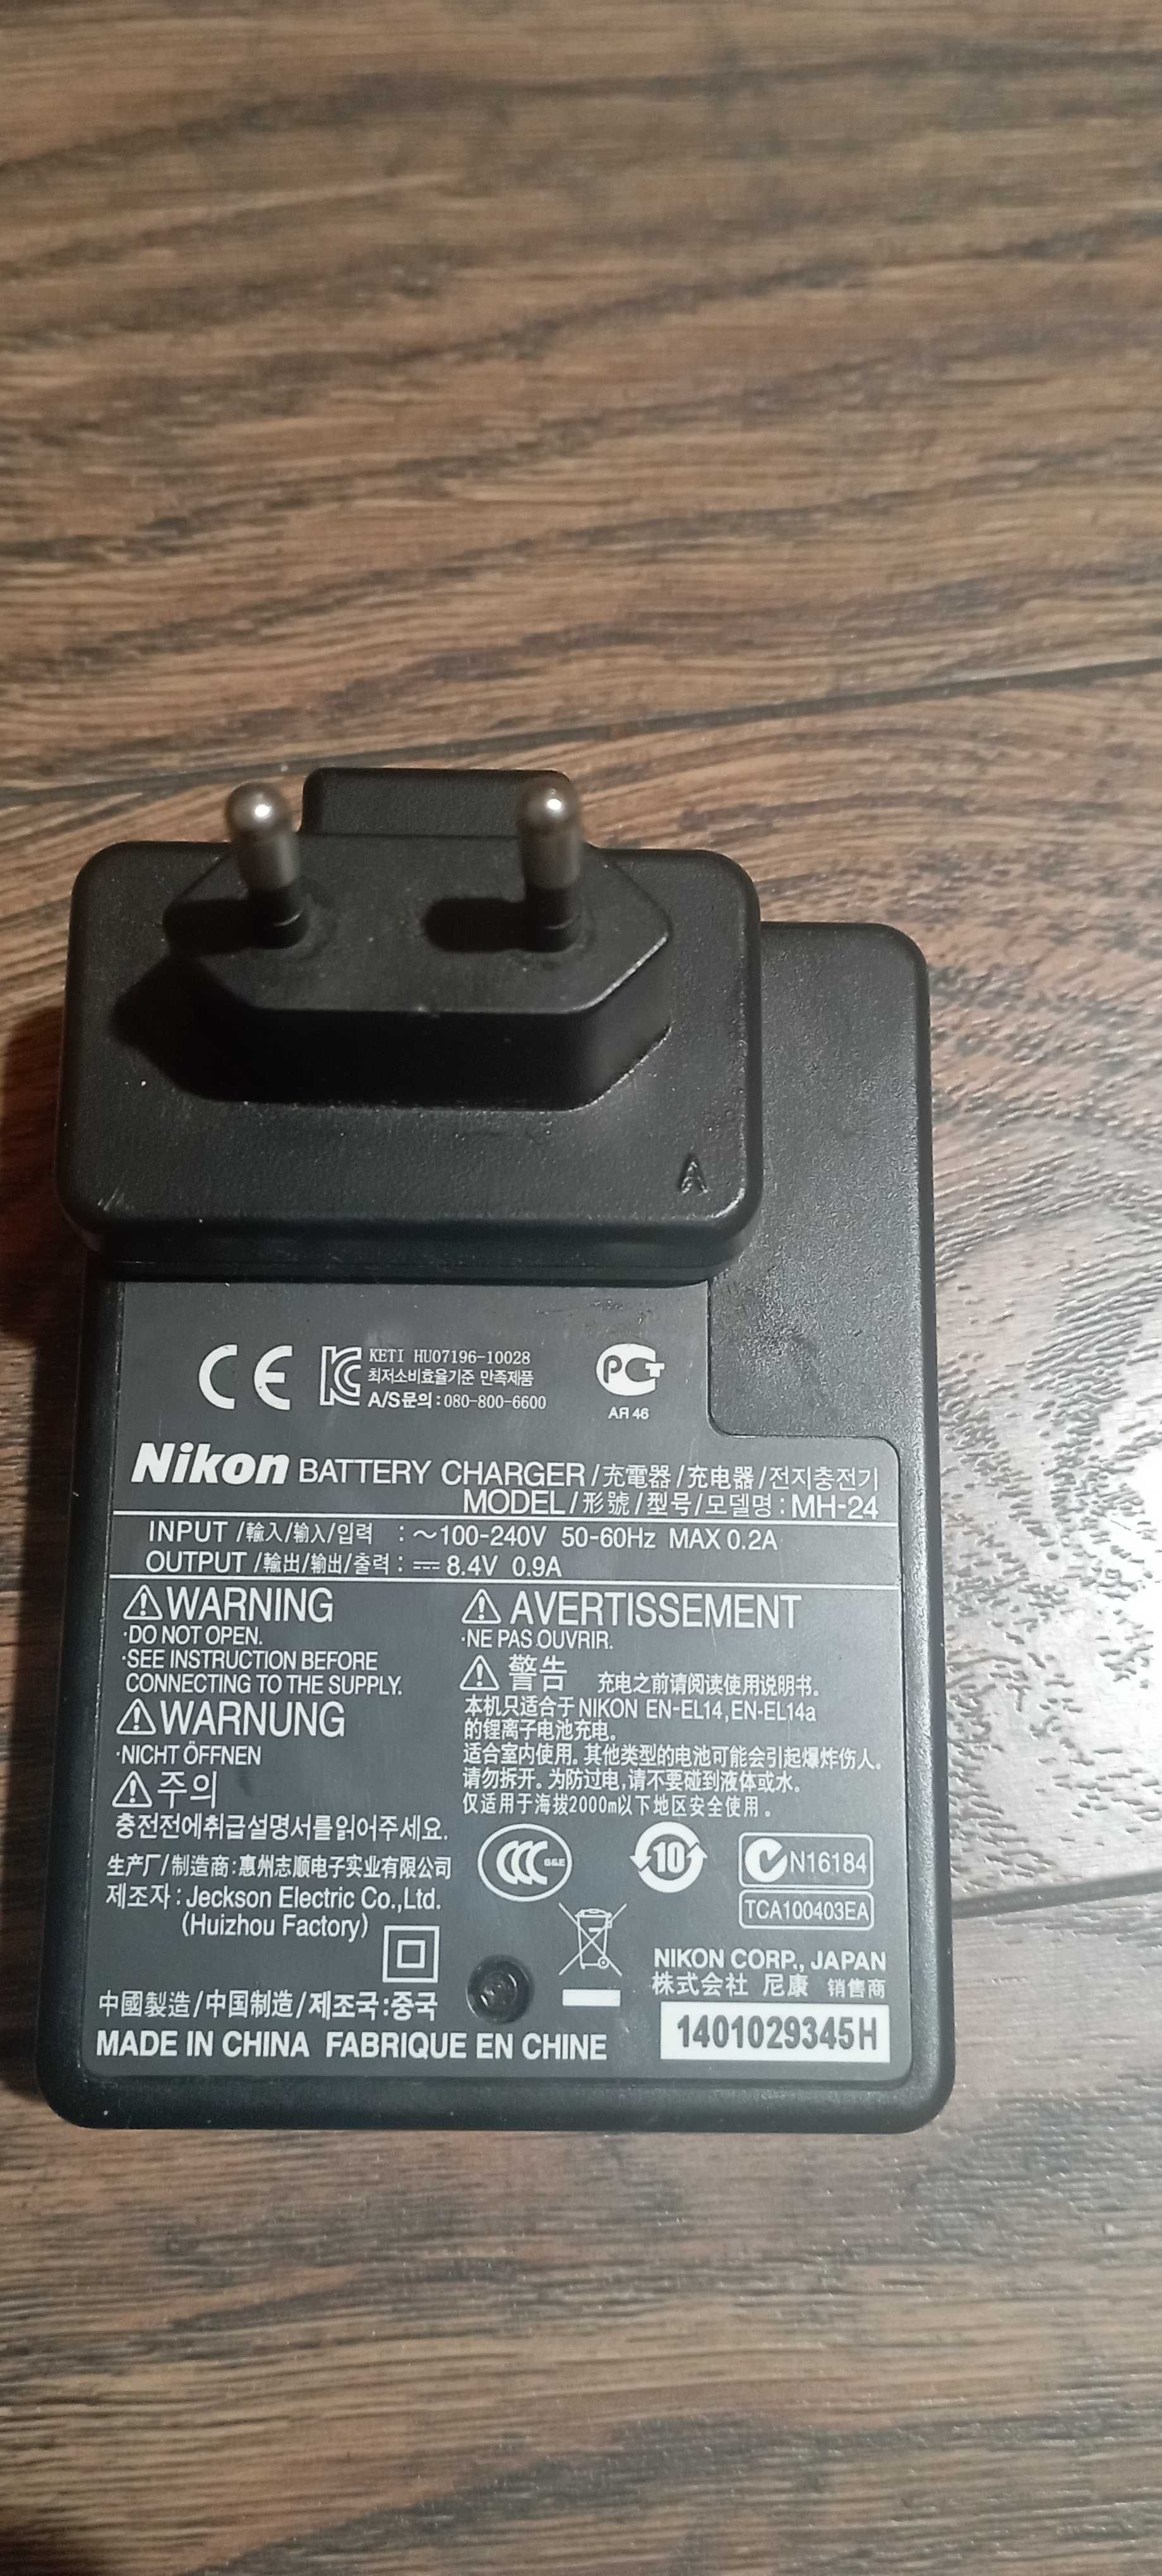 A
CE
KETI HU07196-10028
최저소비효율기준 만족제품
A/S문의:080-800-6600
PCT
АЯ 46
Nikon BATTERY CHARGER/充電器/充电器/전지충전기
MODEL/形號/型号/모델명:MH-24
INPUT/輸入/输入/입력 :~100-240V 50-60Hz MAX 0.2A
OUTPUT/輸出/输出/출력: ⎓ 8.4V 0.9A
⚠WARNING
·DO NOT OPEN.
·SEE INSTRUCTION BEFORE
CONNECTING TO THE SUPPLY.
⚠WARNUNG
·NICHT ÖFFNEN
⚠주의
충전전에취급설명서를읽어주세요.
⚠ AVERTISSEMENT
·NE PAS OUVRIR.
⚠ 警告 充电之前请阅读使用说明书。
本机只适合于NIKON EN-EL14,EN-EL14a
的锂离子电池充电。
适合室内使用。其他类型的电池可能会引起爆炸伤人。
请勿拆开。为防过电,请不要碰到液体或水。
仅适用于海拔2000m以下地区安全使用。
生产厂/制造商:惠州志顺电子实业有限公司
제조자:Jeckson Electric Co.,Ltd.
(Huizhou Factory)
CCC S&E
10
N16184
TCA100403EA
NIKON CORP., JAPAN
株式会社 尼康 销售商
中國製造/中国制造/제조국:중국
MADE IN CHINA FABRIQUE EN CHINE
1401029345H